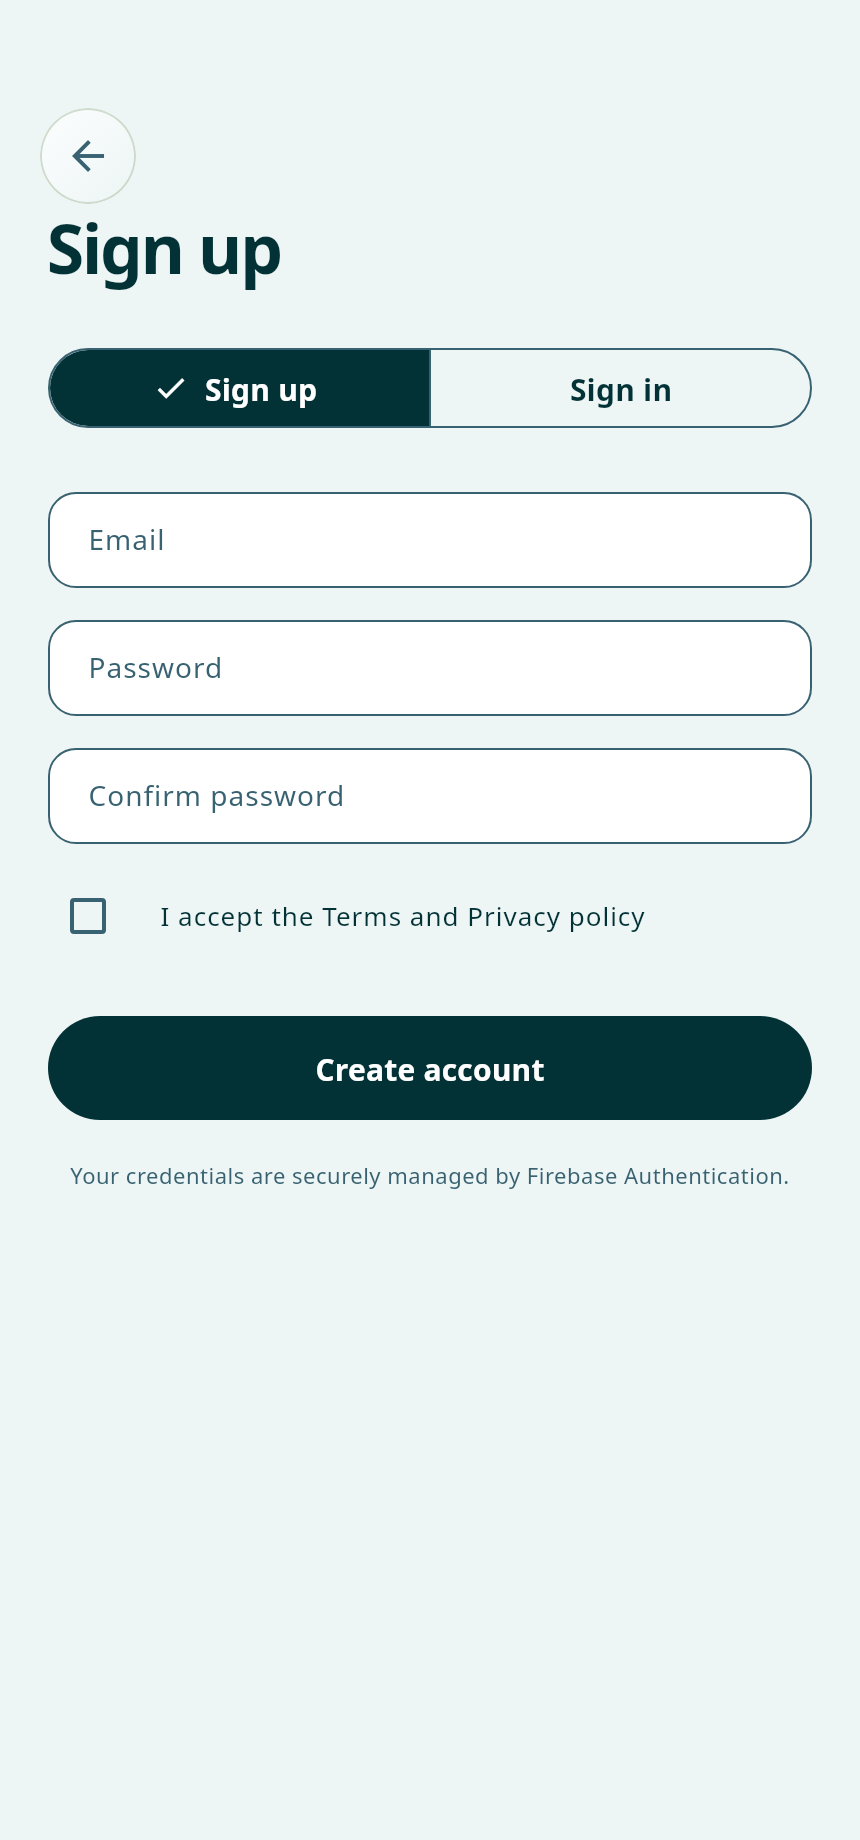 Sign up
Sign up
Sign in
Email
Password
Confirm password
I accept the Terms and Privacy policy
Create account
Your credentials are securely managed by Firebase Authentication.